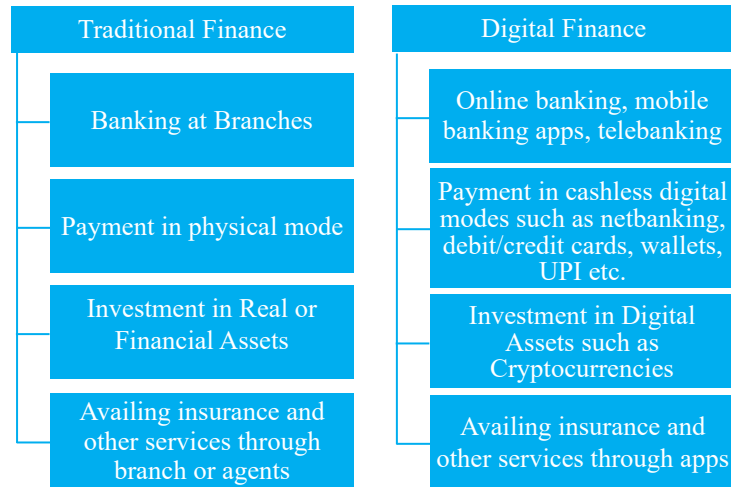 Traditional Finance
Banking at Branches
Payment in physical mode
Investment in Real or
Financial Assets
Availing insurance and
other services through
branch or agents
Digital Finance
Online banking, mobile
banking apps, telebanking
Payment in cashless digital
modes such as netbanking,
debit/credit cards, wallets,
UPI etc.
Investment in Digital
Assets such as
Cryptocurrencies
Availing insurance and
other services through apps